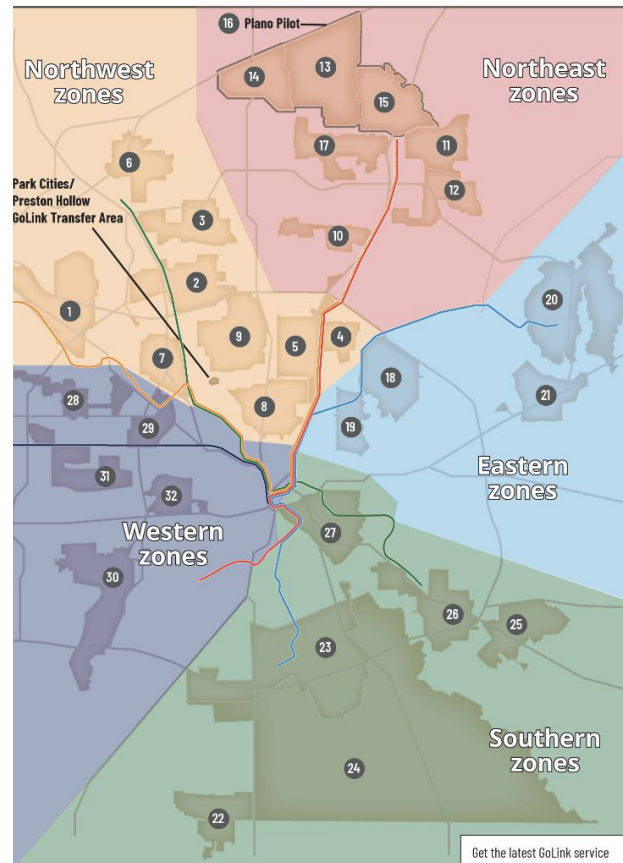 16 Plano Pilot
Northwest
zones
Northeast
zones
13
14
15
17
11
6
12
Park Cities/
Preston Hollow
GoLink Transfer Area
3
10
2
20
1
9
5
4
7
18
21
8
28
19
29
Eastern
zones
31
32
27
Western
zones
30
26
25
23
Southern
zones
24
22
Get the latest GoLink service